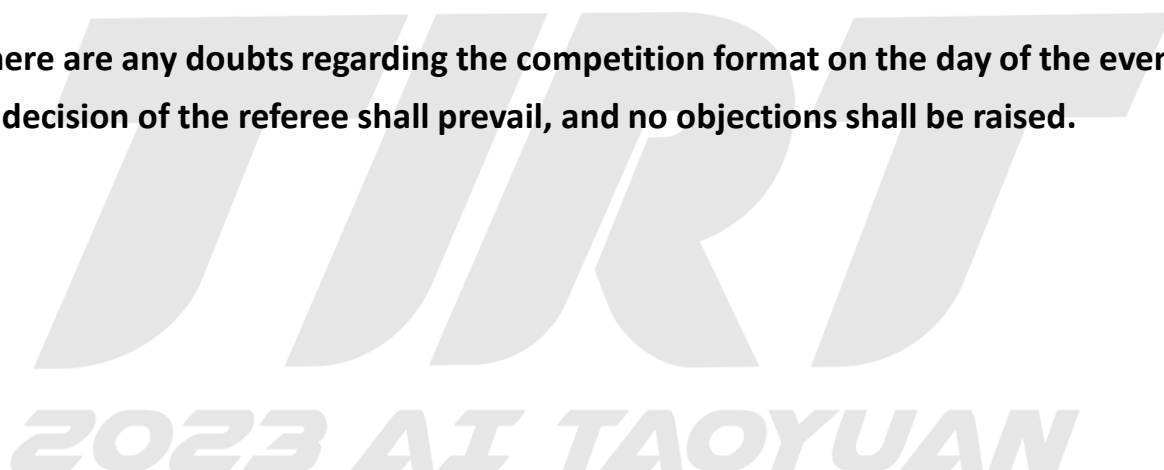 here are any doubts regarding the competition format on the day of the even
decision of the referee shall prevail, and no objections shall be raised.
TIRT
2023 AI TAOYUAN